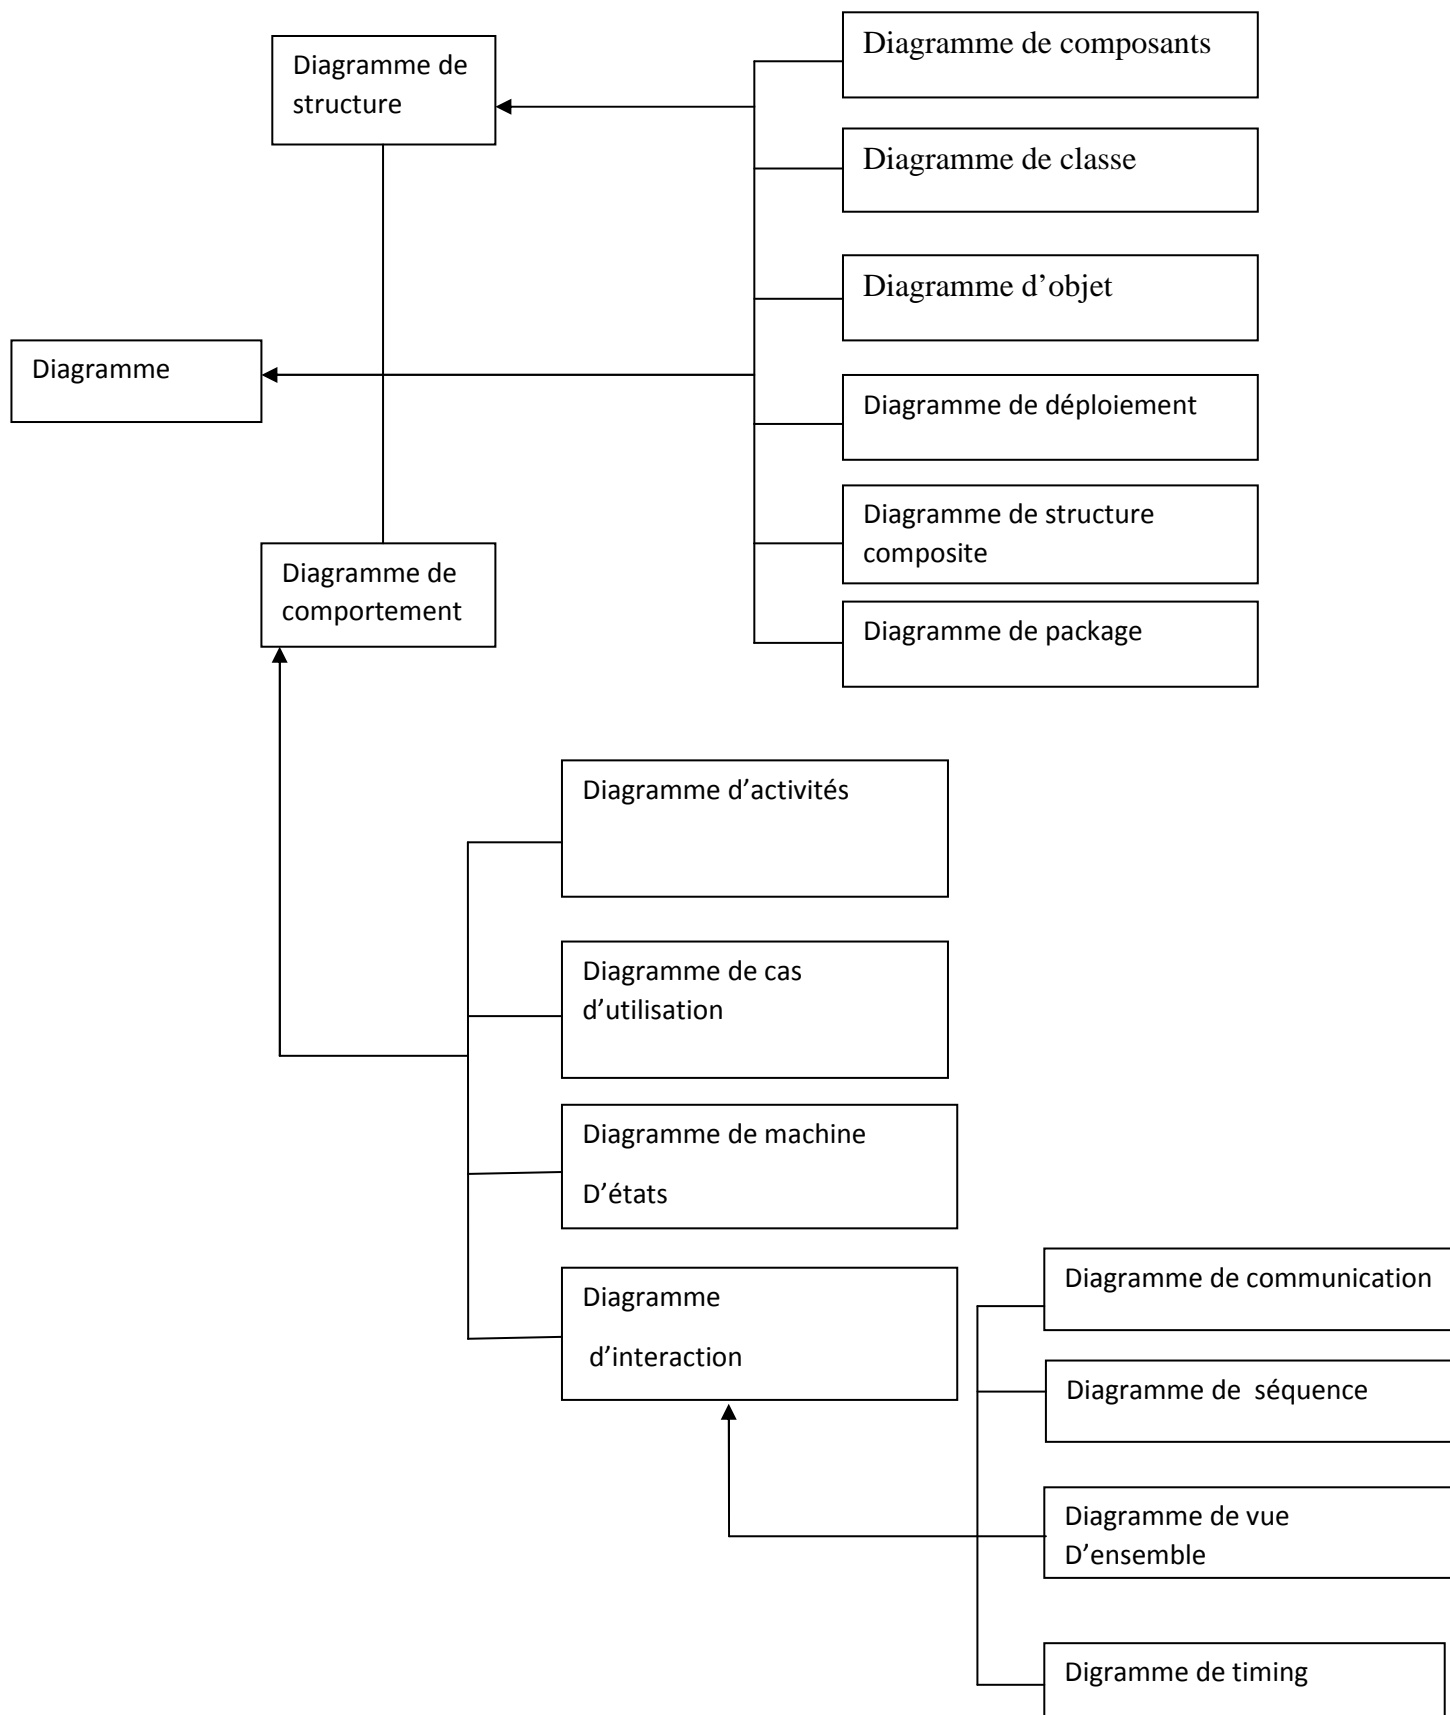 Diagramme de
structure
Diagramme de composants
Diagramme de classe
Diagramme d’objet
Diagramme
Diagramme de déploiement
Diagramme de structure
composite
Diagramme de
comportement
Diagramme de package
Diagramme d’activités
Diagramme de cas
d’utilisation
Diagramme de machine
D’états
Diagramme
d’interaction
Diagramme de communication
Diagramme de séquence
Diagramme de vue
D’ensemble
Digramme de timing